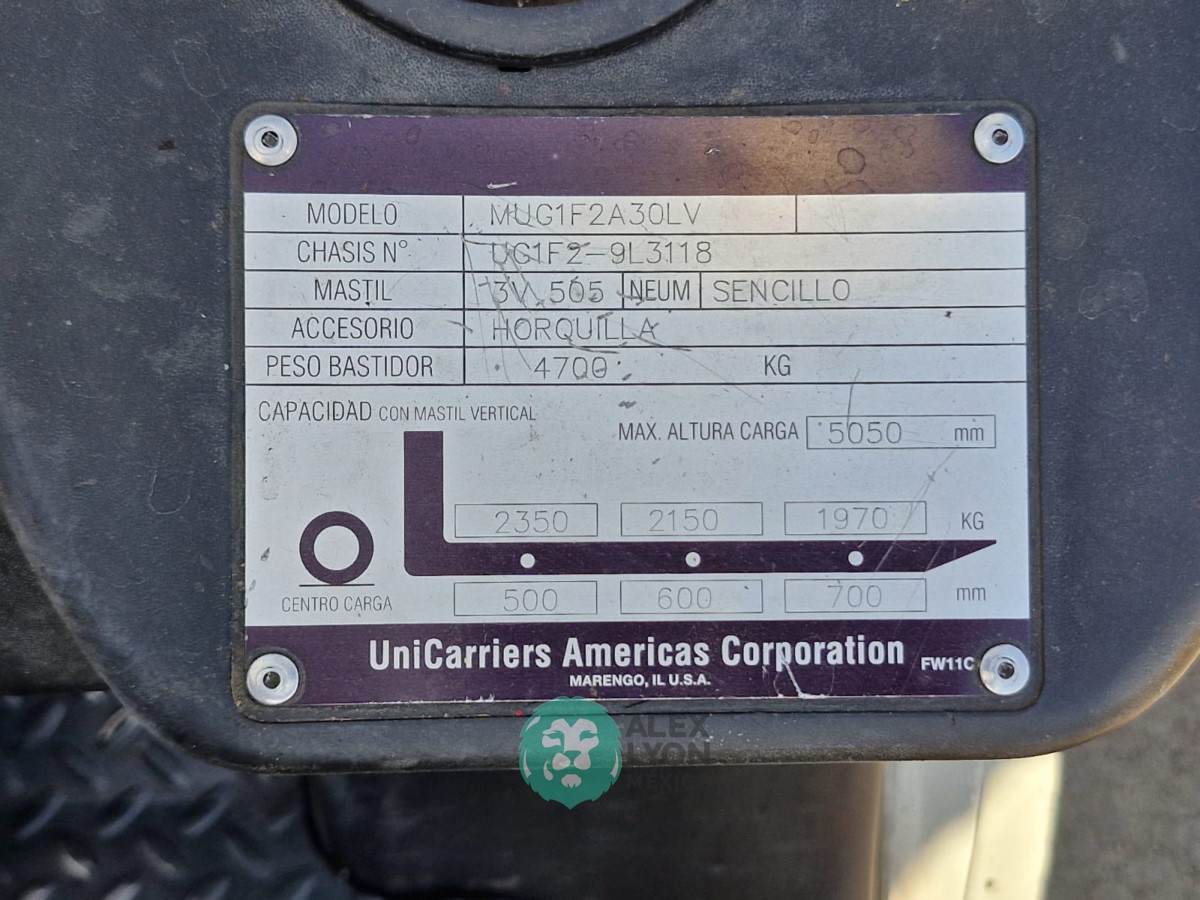 MODELO MUG1F2A30LV
CHASIS N° UG1F2-9L3118
MASTIL 3V 505 NEUM SENCILLO
ACCESORIO HORQUILLA
PESO BASTIDOR 4700 KG
CAPACIDAD CON MASTIL VERTICAL
MAX. ALTURA CARGA 5050 mm
2350 2150 1970 KG
CENTRO CARGA 500 600 700 mm
UniCarriers Americas Corporation FW11C
MARENGO, IL U.S.A.
ALEX
LYON
MEXICO